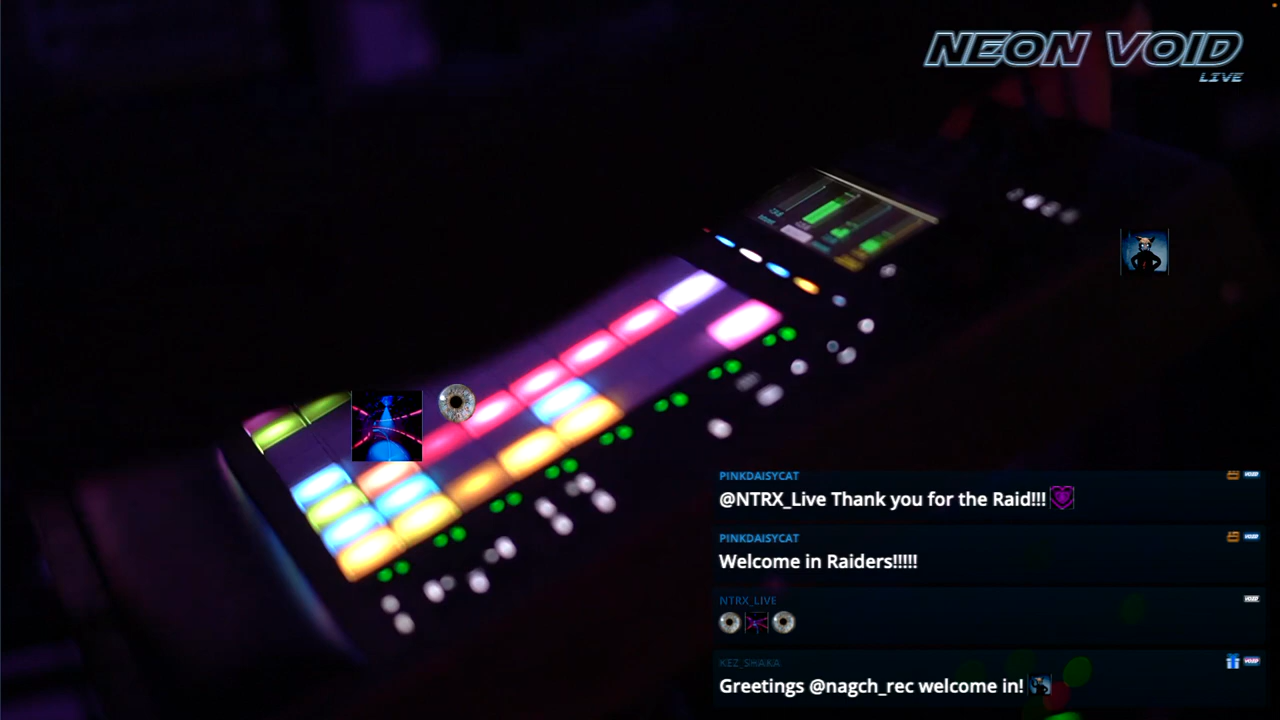 NEON VOID
LIVE
PINKDAISYCAT
@NTRX_Live Thank you for the Raid!!!
PINKDAISYCAT
Welcome in Raiders!!!!!
NTRX_LIVE
KEZ_SHAKA
Greetings @nagch_rec welcome in!